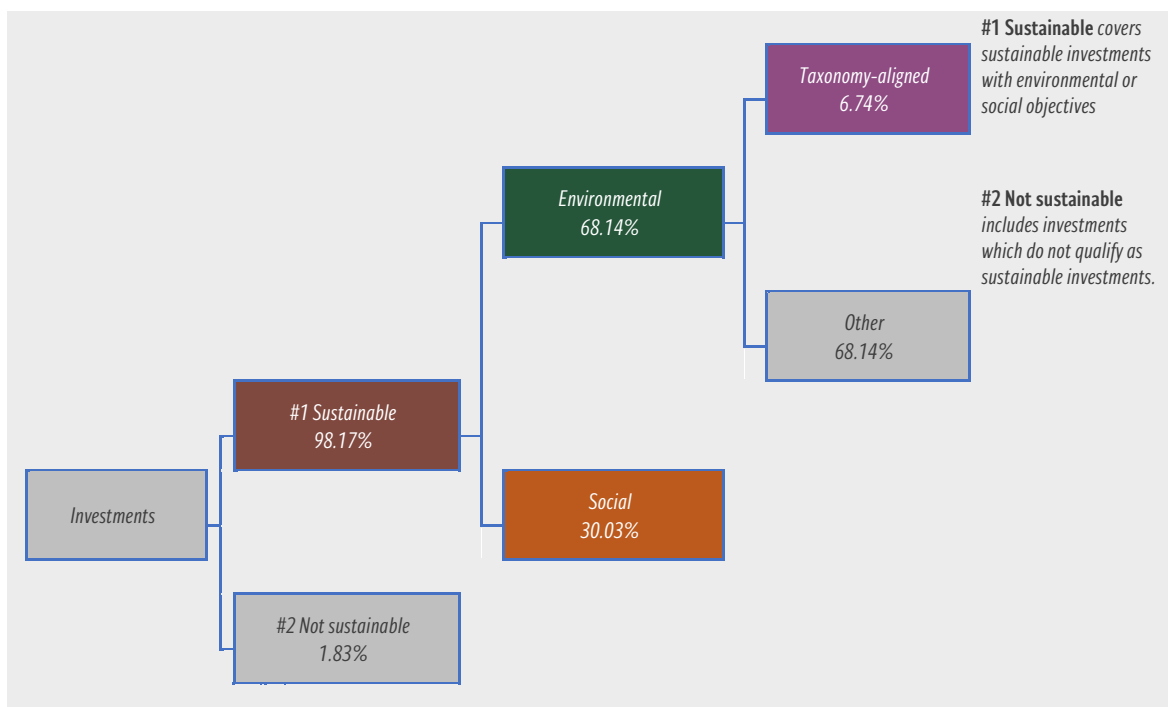 #1 Sustainable covers
sustainable investments
with environmental or
social objectives
Taxonomy-aligned
6.74%
Environmental
68.14%
#2 Not sustainable
includes investments
which do not qualify as
sustainable investments.
Other
68.14%
#1 Sustainable
98.17%
Investments
Social
30.03%
#2 Not sustainable
1.83%